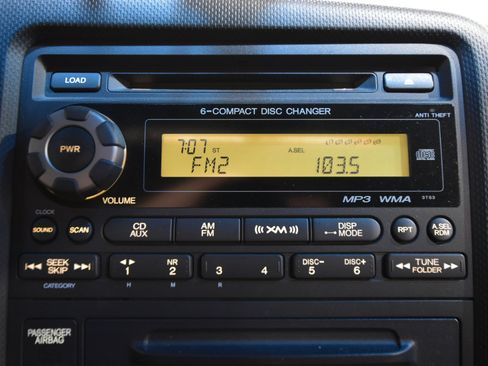 LOAD
6-COMPACT DISC CHANGER
ANTI THEFT
PWR
VOLUME
7:07 ST A.SEL
FM2 103.5
MP3 WMA 3TS3
CLOCK
SOUND SCAN CD AUX AM FM XM DISP MODE RPT A.SEL RDM
SEEK SKIP 1 NR 2 3 4 DISC- 5 DISC+ 6 TUNE FOLDER
CATEGORY H M R
PASSENGER
AIRBAG